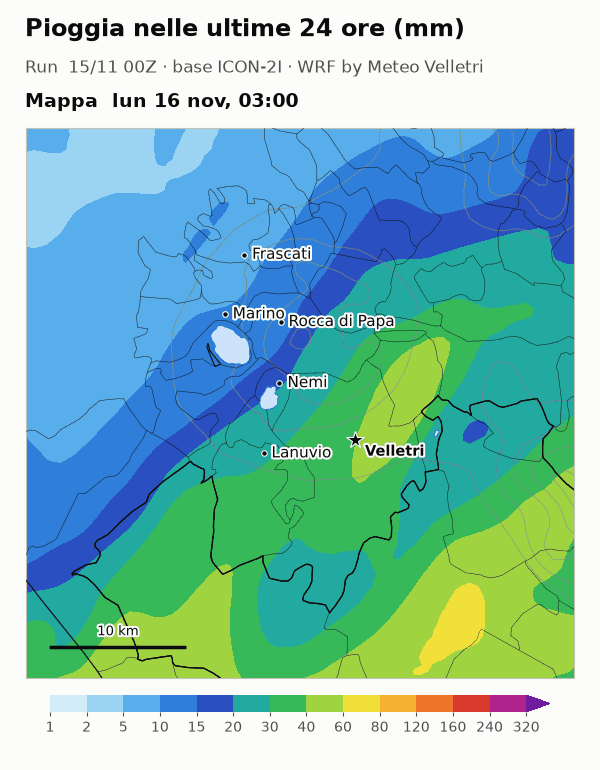 Pioggia nelle ultime 24 ore (mm)
Run 15/11 00Z · base ICON-2I · WRF by Meteo Velletri
Mappa lun 16 nov, 03:00
Frascati
Marino
Rocca di Papa
Nemi
Velletri
Lanuvio
10 km
1 2 5 10 15 20 30 40 60 80 120 160 240 320